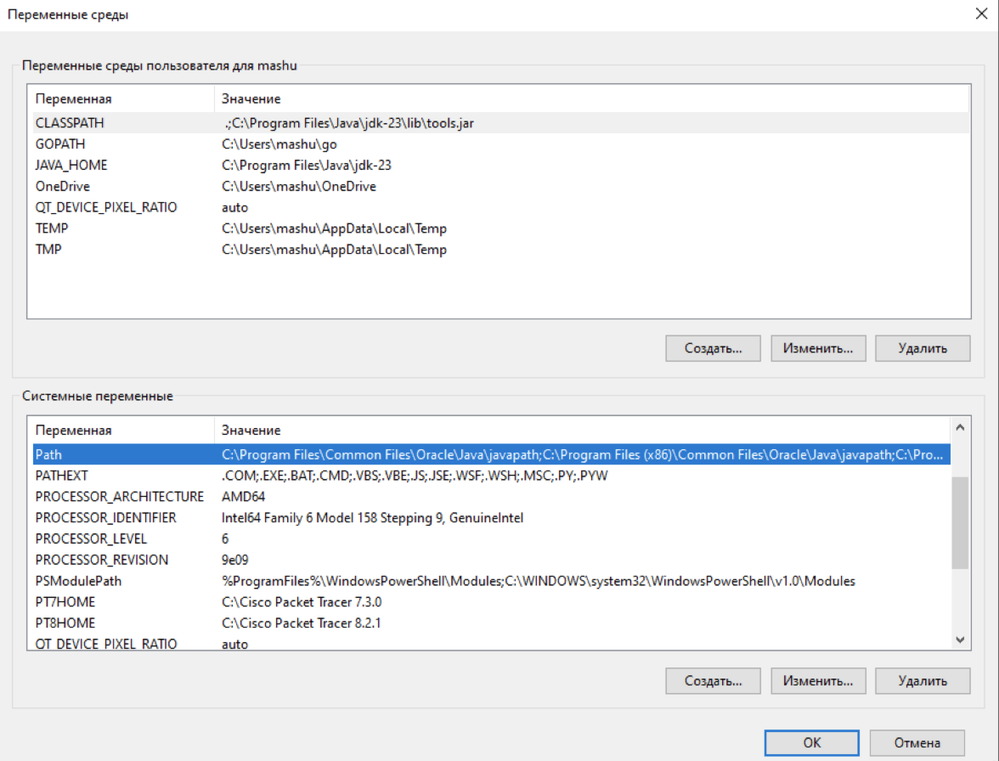 Переменные среды
Переменные среды пользователя для mashu
Переменная Значение
CLASSPATH .;C:\Program Files\Java\jdk-23\lib\tools.jar
GOPATH C:\Users\mashu\go
JAVA_HOME C:\Program Files\Java\jdk-23
OneDrive C:\Users\mashu\OneDrive
QT_DEVICE_PIXEL_RATIO auto
TEMP C:\Users\mashu\AppData\Local\Temp
TMP C:\Users\mashu\AppData\Local\Temp
Создать... Изменить... Удалить
Системные переменные
Переменная Значение
Path C:\Program Files\Common Files\Oracle\Java\javapath;C:\Program Files (x86)\Common Files\Oracle\Java\javapath;C:\Pro...
PATHEXT .COM;.EXE;.BAT;.CMD;.VBS;.VBE;.JS;.JSE;.WSF;.WSH;.MSC;.PY;.PYW
PROCESSOR_ARCHITECTURE AMD64
PROCESSOR_IDENTIFIER Intel64 Family 6 Model 158 Stepping 9, GenuineIntel
PROCESSOR_LEVEL 6
PROCESSOR_REVISION 9e09
PSModulePath %ProgramFiles%\WindowsPowerShell\Modules;C:\WINDOWS\system32\WindowsPowerShell\v1.0\Modules
PT7HOME C:\Cisco Packet Tracer 7.3.0
PT8HOME C:\Cisco Packet Tracer 8.2.1
QT_DEVICE_PIXEL_RATIO auto
Создать... Изменить... Удалить
OK Отмена